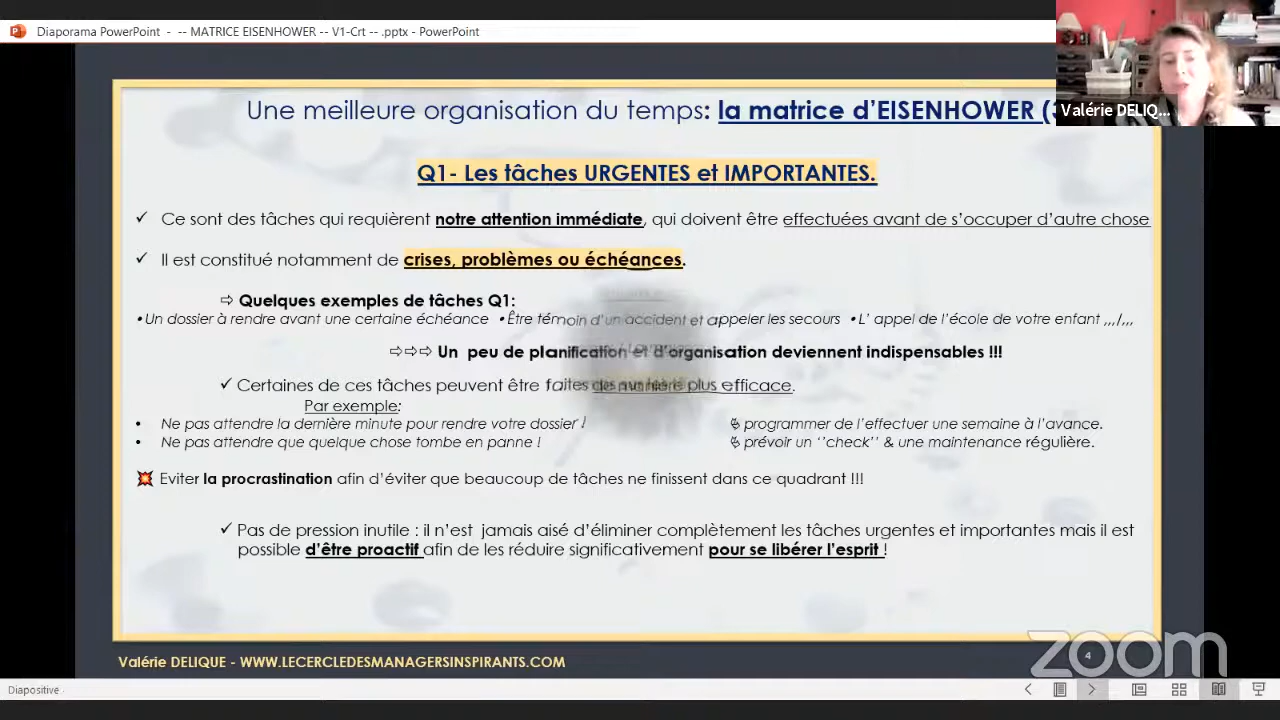 Diaporama PowerPoint - -- MATRICE EISENHOWER -- V1-Crt -- .pptx - PowerPoint
Valérie DELIQ...
Une meilleure organisation du temps: la matrice d'EISENHOWER (3
Q1- Les tâches URGENTES et IMPORTANTES.
✓ Ce sont des tâches qui requièrent notre attention immédiate, qui doivent être effectuées avant de s'occuper d'autre chose
✓ Il est constitué notamment de crises, problèmes ou échéances.
⇨ Quelques exemples de tâches Q1:
•Un dossier à rendre avant une certaine échéance •Être témoin d'un accident et appeler les secours •L' appel de l'école de votre enfant ,,,/,,,
⇨⇨⇨ Un peu de planification et d'organisation deviennent indispensables !!!
✓ Certaines de ces tâches peuvent être faites de manière plus efficace.
Par exemple:
• Ne pas attendre la dernière minute pour rendre votre dossier ! ↳ programmer de l'effectuer une semaine à l'avance.
• Ne pas attendre que quelque chose tombe en panne ! ↳ prévoir un ''check'' & une maintenance régulière.
💥 Eviter la procrastination afin d'éviter que beaucoup de tâches ne finissent dans ce quadrant !!!
✓ Pas de pression inutile : il n'est jamais aisé d'éliminer complètement les tâches urgentes et importantes mais il est
possible d'être proactif afin de les réduire significativement pour se libérer l'esprit !
Valérie DELIQUE - WWW.LECERCLEDESMANAGERSINSPIRANTS.COM
4
zoom
Diapositive